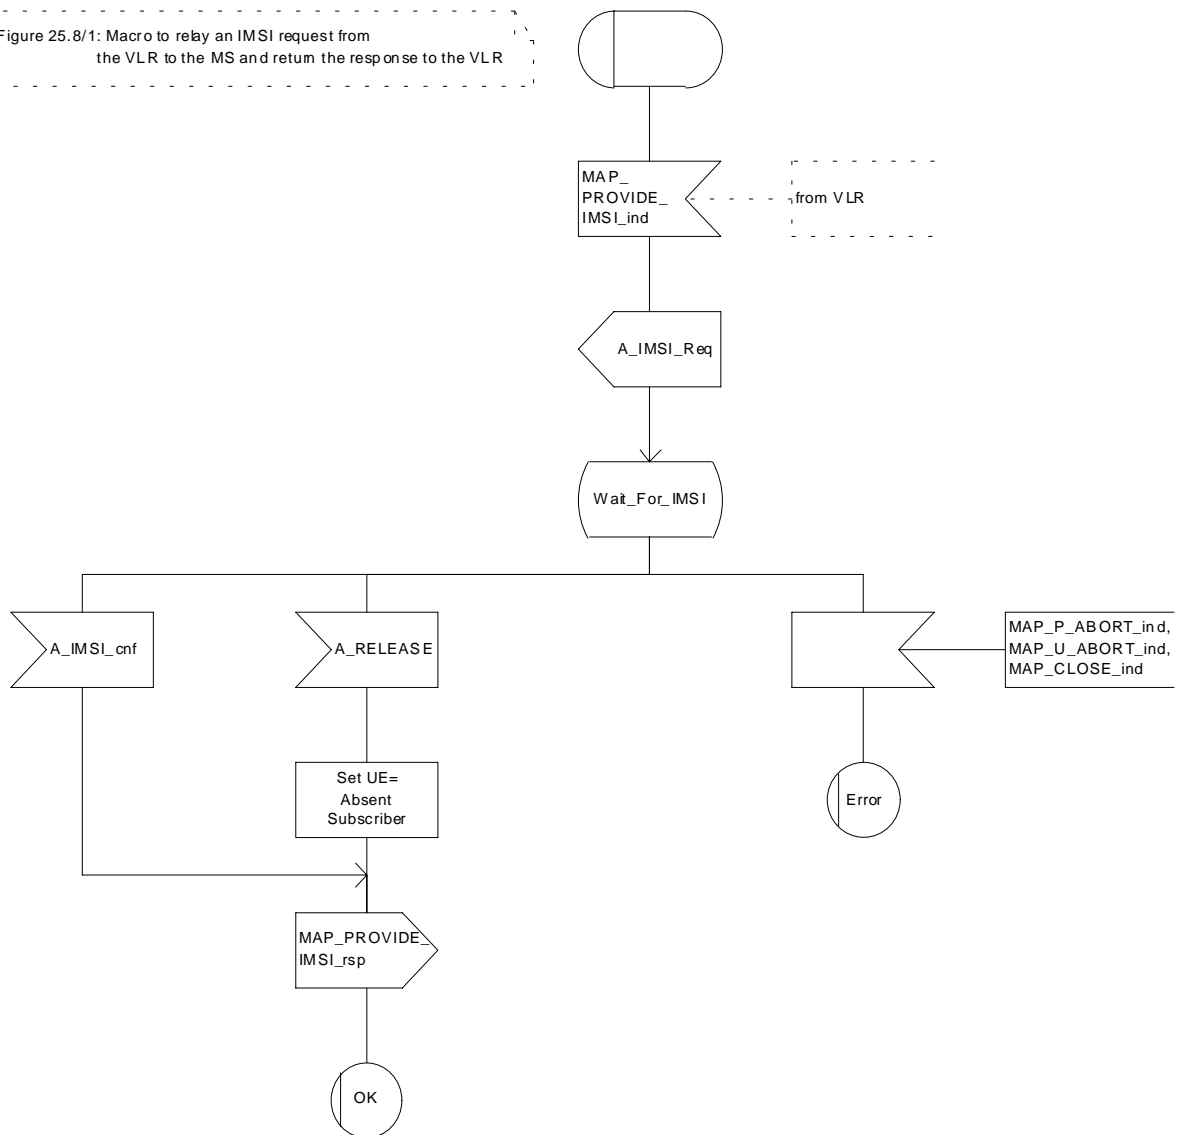 Figure 25.8/1: Macro to relay an IMSI request from
the VLR to the MS and return the response to the VLR
MAP_
PROVIDE_
IMSI_ind
from VLR
A_IMSI_Req
Wait_For_IMSI
A_IMSI_cnf
A_RELEASE
MAP_P_ABORT_ind,
MAP_U_ABORT_ind,
MAP_CLOSE_ind
Set UE=
Absent
Subscriber
Error
MAP_PROVIDE_
IMSI_rsp
OK